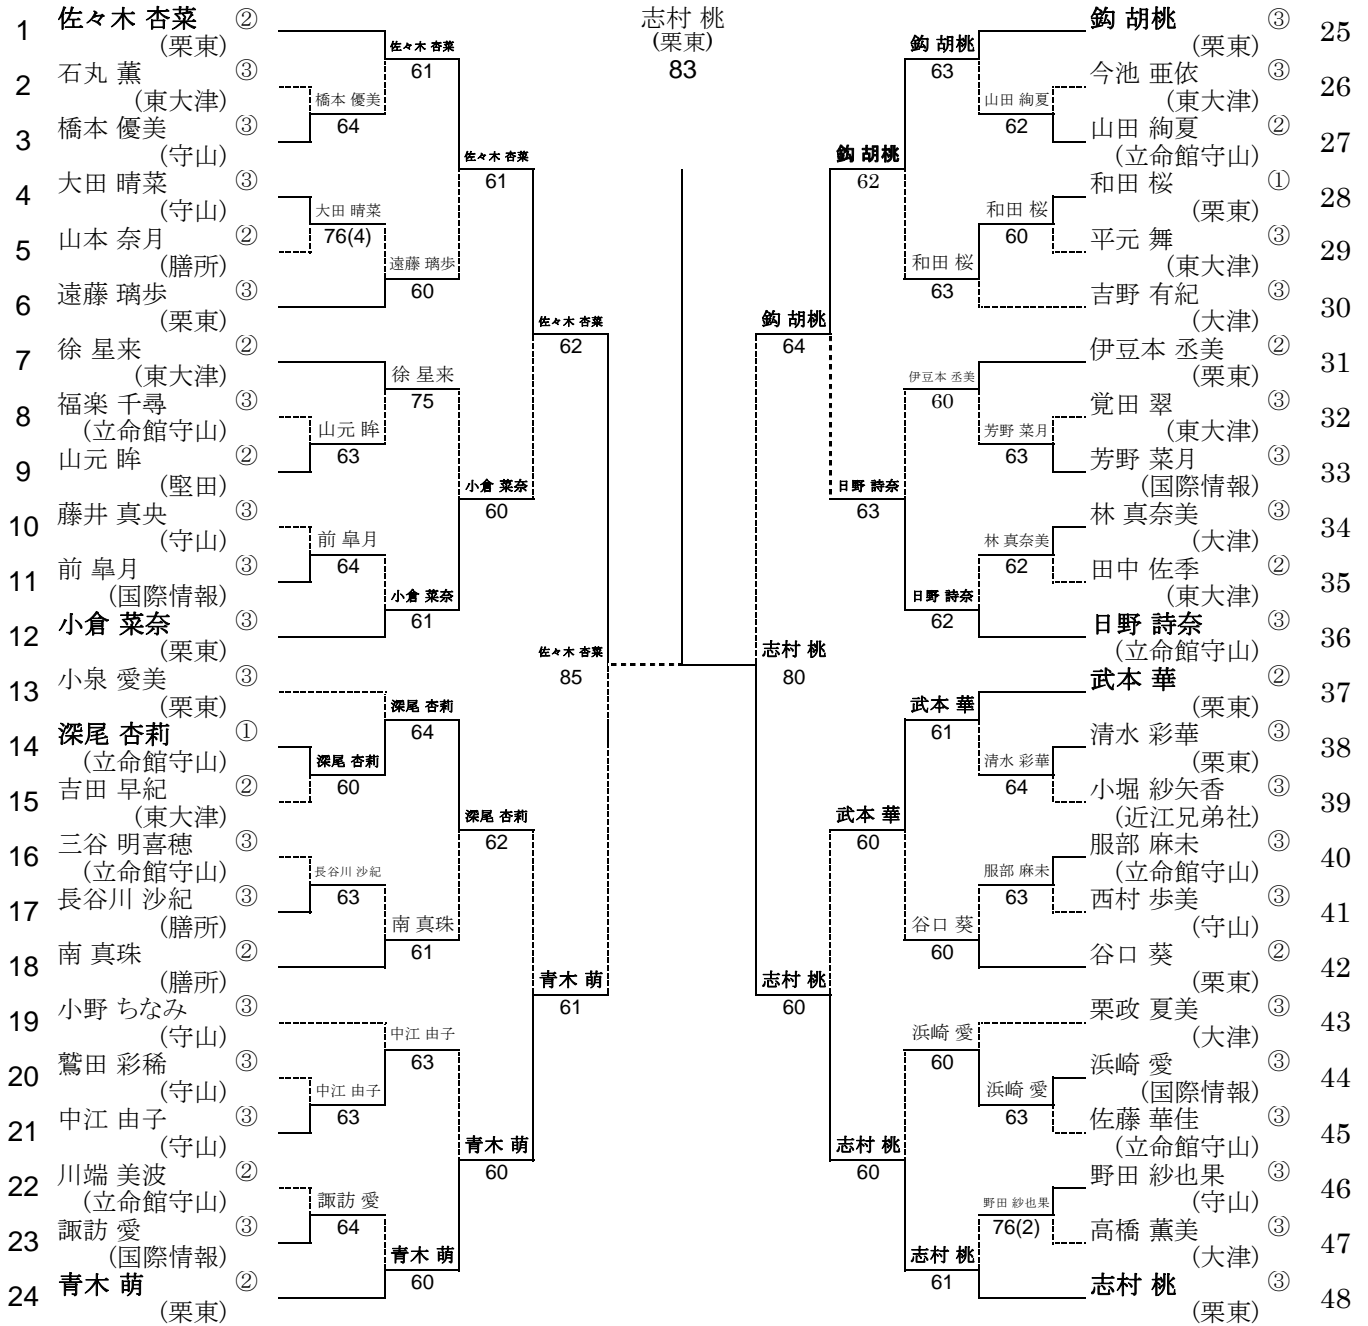 志村 桃
(栗東)
83
1 佐々木 杏菜 ②
(栗東)
2 石丸 薫 ③
(東大津)
3 橋本 優美 ③
(守山)
4 大田 晴菜 ③
(守山)
5 山本 奈月 ②
(膳所)
6 遠藤 璃歩 ③
(栗東)
7 徐 星来 ②
(東大津)
8 福楽 千尋 ③
(立命館守山)
9 山元 眸 ②
(堅田)
10 藤井 真央 ③
(守山)
11 前 皐月 ③
(国際情報)
12 小倉 菜奈 ③
(栗東)
13 小泉 愛美 ③
(栗東)
14 深尾 杏莉 ①
(立命館守山)
15 吉田 早紀 ②
(東大津)
16 三谷 明喜穂 ③
(立命館守山)
17 長谷川 沙紀 ③
(膳所)
18 南 真珠 ②
(膳所)
19 小野 ちなみ ③
(守山)
20 鷲田 彩稀 ③
(守山)
21 中江 由子 ③
(守山)
22 川端 美波 ②
(立命館守山)
23 諏訪 愛 ③
(国際情報)
24 青木 萌 ②
(栗東)
橋本 優美
64
大田 晴菜
76(4)
山元 眸
63
前 皐月
64
深尾 杏莉
60
長谷川 沙紀
63
中江 由子
63
諏訪 愛
64
佐々木 杏菜
61
遠藤 璃歩
60
徐 星来
75
小倉 菜奈
61
深尾 杏莉
64
南 真珠
61
中江 由子
63
青木 萌
60
佐々木 杏菜
61
小倉 菜奈
60
深尾 杏莉
62
青木 萌
60
佐々木 杏菜
62
青木 萌
61
佐々木 杏菜
85
志村 桃
80
鈎 胡桃
64
志村 桃
60
鈎 胡桃
62
日野 詩奈
63
武本 華
60
志村 桃
60
鈎 胡桃
63
和田 桜
63
伊豆本 丞美
60
日野 詩奈
62
武本 華
61
谷口 葵
60
浜崎 愛
60
志村 桃
61
山田 絢夏
62
和田 桜
60
芳野 菜月
63
林 真奈美
62
清水 彩華
64
服部 麻未
63
浜崎 愛
63
野田 紗也果
76(2)
鈎 胡桃 ③ 25
(栗東)
今池 亜依 ③ 26
(東大津)
山田 絢夏 ② 27
(立命館守山)
和田 桜 ① 28
(栗東)
平元 舞 ③ 29
(東大津)
吉野 有紀 ③ 30
(大津)
伊豆本 丞美 ② 31
(栗東)
覚田 翠 ③ 32
(東大津)
芳野 菜月 ③ 33
(国際情報)
林 真奈美 ③ 34
(大津)
田中 佐季 ② 35
(東大津)
日野 詩奈 ③ 36
(立命館守山)
武本 華 ② 37
(栗東)
清水 彩華 ③ 38
(栗東)
小堀 紗矢香 ③ 39
(近江兄弟社)
服部 麻未 ③ 40
(立命館守山)
西村 歩美 ③ 41
(守山)
谷口 葵 ② 42
(栗東)
栗政 夏美 ③ 43
(大津)
浜崎 愛 ③ 44
(国際情報)
佐藤 華佳 ③ 45
(立命館守山)
野田 紗也果 ③ 46
(守山)
高橋 薫美 ③ 47
(大津)
志村 桃 ③ 48
(栗東)